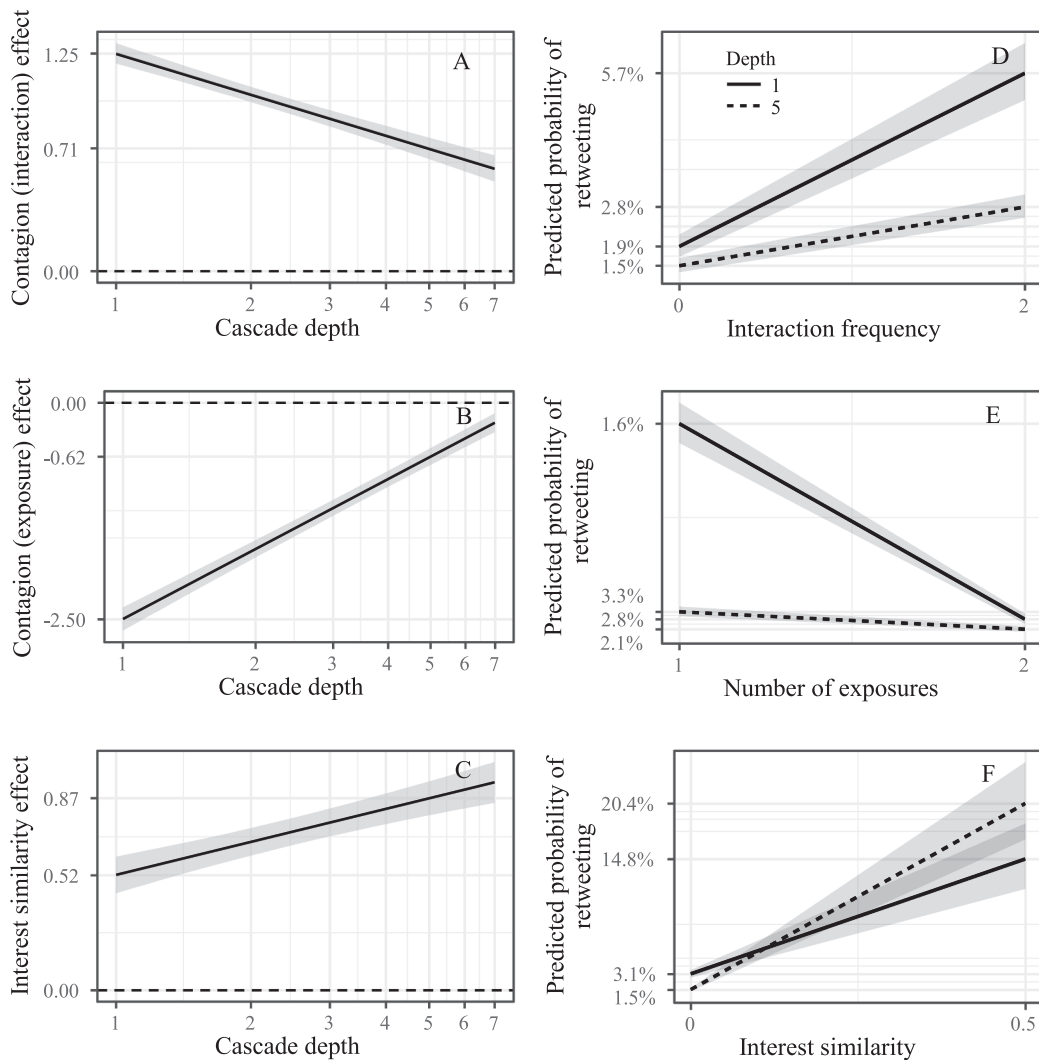 Contagion (interaction) effect
1.25
0.71
0.00
A
1 2 3 4 5 6 7
Cascade depth
Predicted probability of
retweeting
5.7%
2.8%
1.9%
1.5%
Depth
1
5
D
0 2
Interaction frequency
Contagion (exposure) effect
0.00
-0.62
-2.50
B
1 2 3 4 5 6 7
Cascade depth
Predicted probability of
retweeting
1.6%
3.3%
2.8%
2.1%
E
1 2
Number of exposures
Interest similarity effect
0.87
0.52
0.00
C
1 2 3 4 5 6 7
Cascade depth
Predicted probability of
retweeting
20.4%
14.8%
3.1%
1.5%
F
0 0.5
Interest similarity